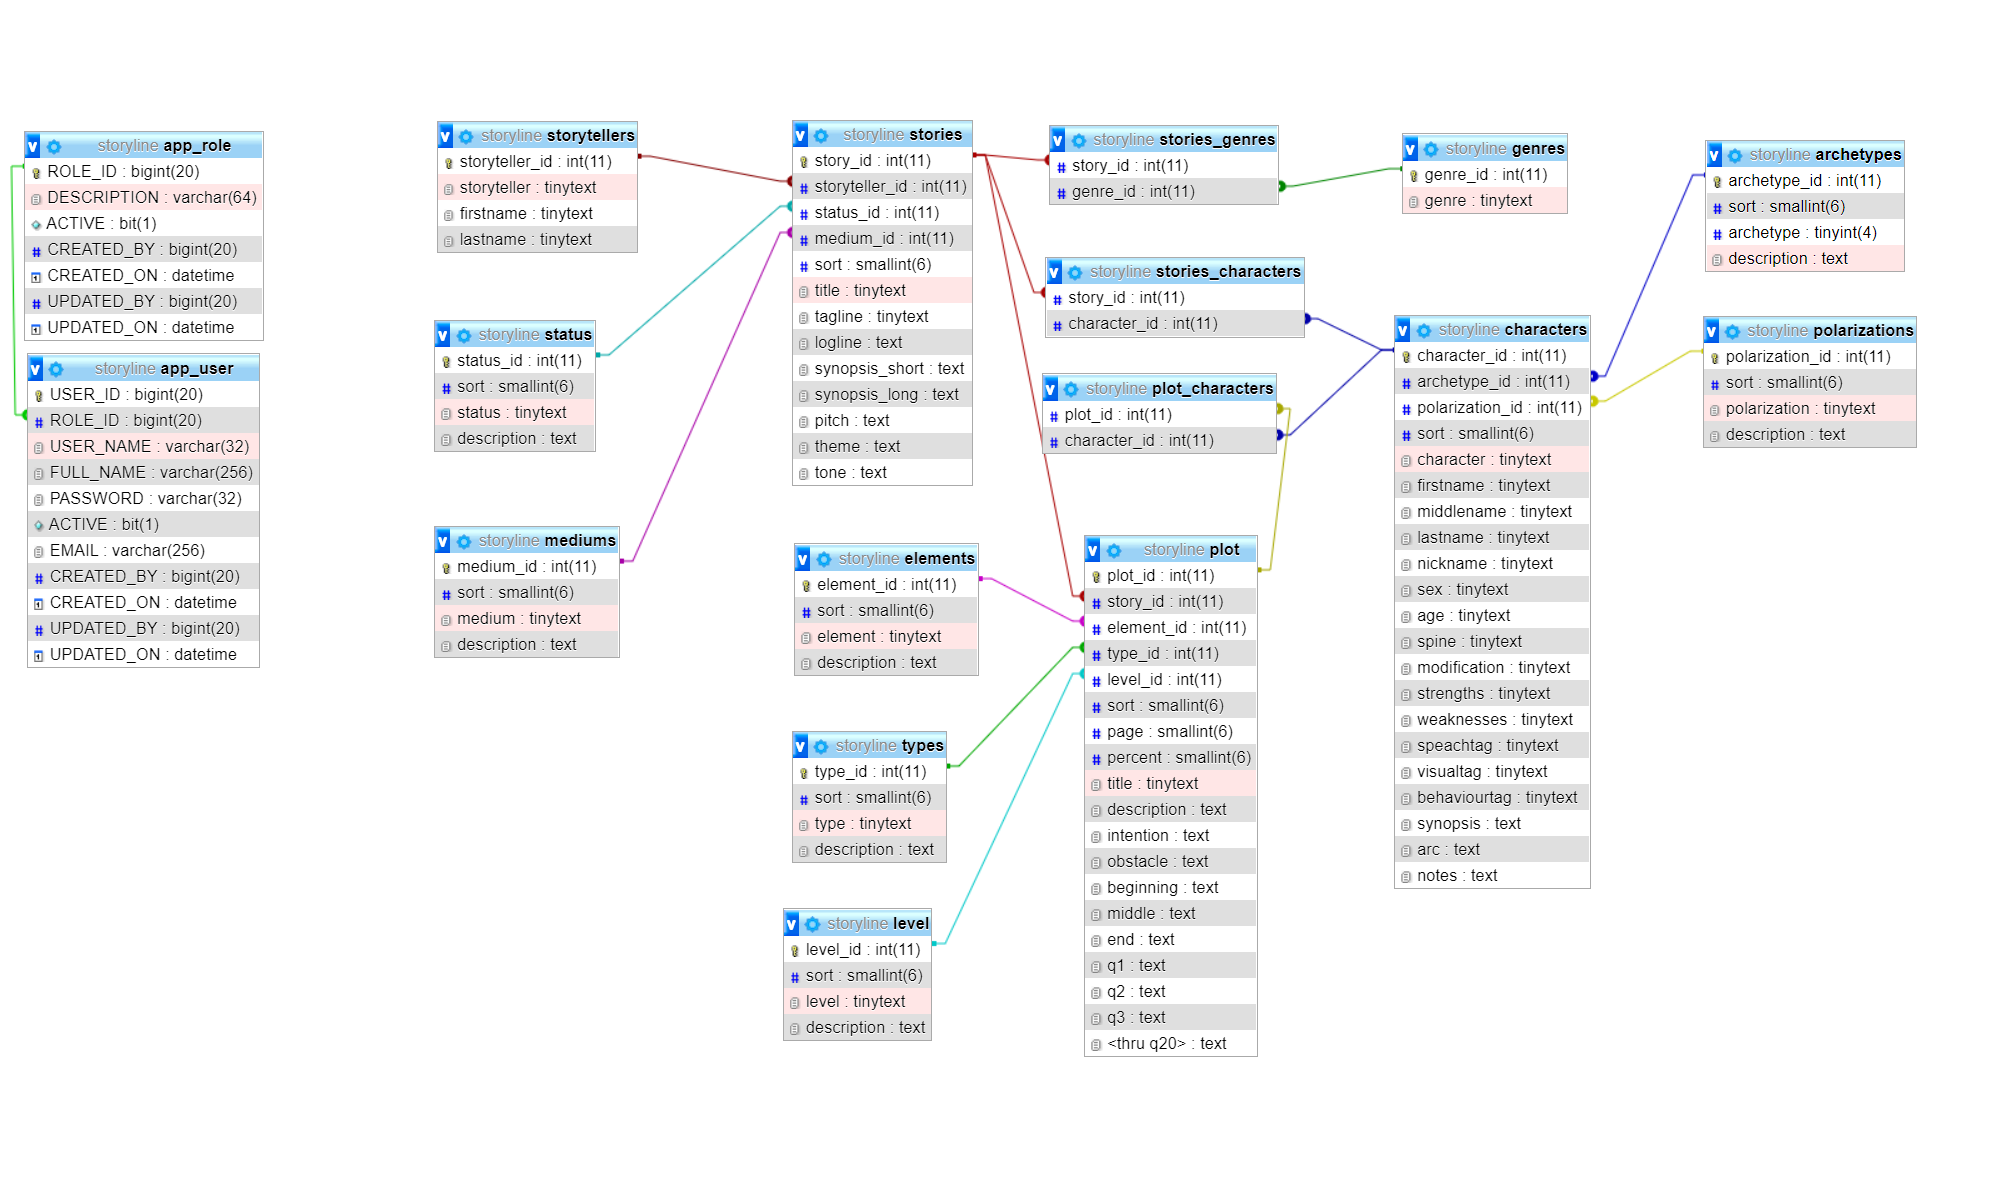 v storyline app_role
ROLE_ID : bigint(20)
DESCRIPTION : varchar(64)
ACTIVE : bit(1)
# CREATED_BY : bigint(20)
CREATED_ON : datetime
# UPDATED_BY : bigint(20)
UPDATED_ON : datetime
v storyline app_user
USER_ID : bigint(20)
# ROLE_ID : bigint(20)
USER_NAME : varchar(32)
FULL_NAME : varchar(256)
PASSWORD : varchar(32)
ACTIVE : bit(1)
EMAIL : varchar(256)
# CREATED_BY : bigint(20)
CREATED_ON : datetime
# UPDATED_BY : bigint(20)
UPDATED_ON : datetime
v storyline storytellers
storyteller_id : int(11)
storyteller : tinytext
firstname : tinytext
lastname : tinytext
v storyline status
status_id : int(11)
# sort : smallint(6)
status : tinytext
description : text
v storyline mediums
medium_id : int(11)
# sort : smallint(6)
medium : tinytext
description : text
v storyline stories
story_id : int(11)
# storyteller_id : int(11)
# status_id : int(11)
# medium_id : int(11)
# sort : smallint(6)
title : tinytext
tagline : tinytext
logline : text
synopsis_short : text
synopsis_long : text
pitch : text
theme : text
tone : text
v storyline elements
element_id : int(11)
# sort : smallint(6)
element : tinytext
description : text
v storyline types
type_id : int(11)
# sort : smallint(6)
type : tinytext
description : text
v storyline level
level_id : int(11)
# sort : smallint(6)
level : tinytext
description : text
v storyline stories_genres
# story_id : int(11)
# genre_id : int(11)
v storyline stories_characters
# story_id : int(11)
# character_id : int(11)
v storyline plot_characters
# plot_id : int(11)
# character_id : int(11)
v storyline plot
plot_id : int(11)
# story_id : int(11)
# element_id : int(11)
# type_id : int(11)
# level_id : int(11)
# sort : smallint(6)
# page : smallint(6)
# percent : smallint(6)
title : tinytext
description : text
intention : text
obstacle : text
beginning : text
middle : text
end : text
q1 : text
q2 : text
q3 : text
<thru q20> : text
v storyline genres
genre_id : int(11)
genre : tinytext
v storyline characters
character_id : int(11)
# archetype_id : int(11)
# polarization_id : int(11)
# sort : smallint(6)
character : tinytext
firstname : tinytext
middlename : tinytext
lastname : tinytext
nickname : tinytext
sex : tinytext
age : tinytext
spine : tinytext
modification : tinytext
strengths : tinytext
weaknesses : tinytext
speachtag : tinytext
visualtag : tinytext
behaviourtag : tinytext
synopsis : text
arc : text
notes : text
v storyline archetypes
archetype_id : int(11)
# sort : smallint(6)
# archetype : tinyint(4)
description : text
v storyline polarizations
polarization_id : int(11)
# sort : smallint(6)
polarization : tinytext
description : text